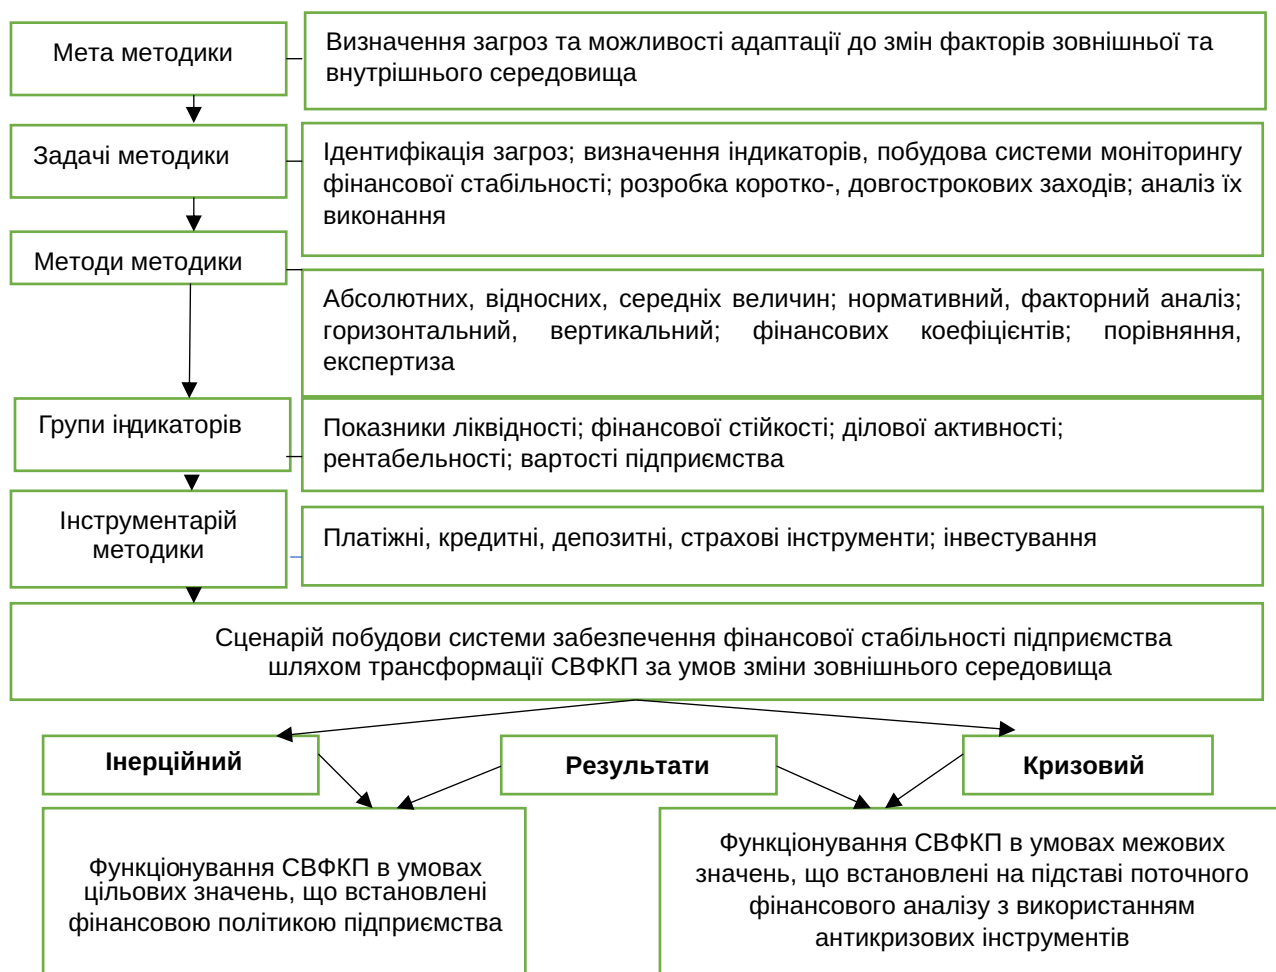 Мета методики
Визначення загроз та можливості адаптації до змін факторів зовнішньої та
внутрішнього середовища
Задачі методики
Ідентифікація загроз; визначення індикаторів, побудова системи моніторингу
фінансової стабільності; розробка коротко-, довгострокових заходів; аналіз їх
виконання
Методи методики
Абсолютних, відносних, середніх величин; нормативний, факторний аналіз;
горизонтальний, вертикальний; фінансових коефіцієнтів; порівняння,
експертиза
Групи індикаторів
Показники ліквідності; фінансової стійкості; ділової активності;
рентабельності; вартості підприємства
Інструментарій
методики
Платіжні, кредитні, депозитні, страхові інструменти; інвестування
Сценарій побудови системи забезпечення фінансової стабільності підприємства
шляхом трансформації СВФКП за умов зміни зовнішнього середовища
Інерційний
Результати
Кризовий
Функціонування СВФКП в умовах
цільових значень, що встановлені
фінансовою політикою підприємства
Функціонування СВФКП в умовах межових
значень, що встановлені на підставі поточного
фінансового аналізу з використанням
антикризових інструментів